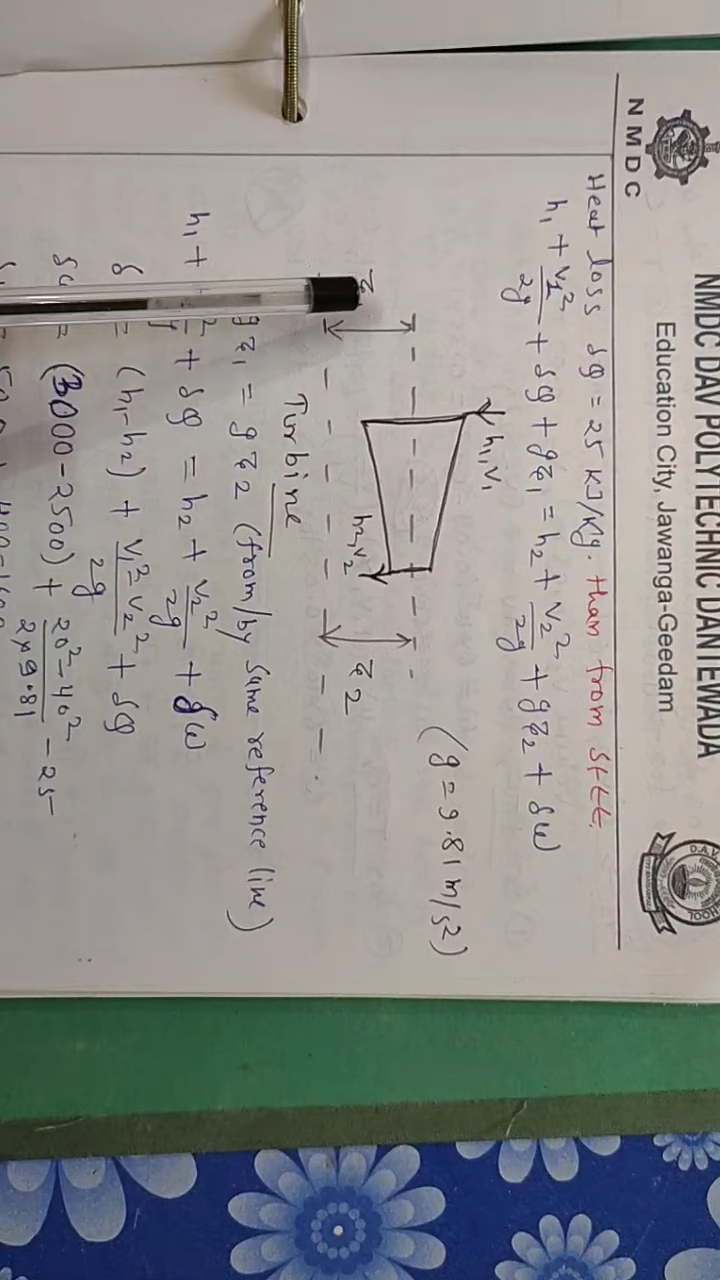 NMDC DAV POLYTECHNIC DANTEWADA
Education City, Jawanga-Geedam
NMDC
D.A.V.
SCHOOL
Heat loss δq = 25 KJ/Kg. than from SFEE.
h1 + V1²/2g + δq + gz1 = h2 + V2²/2g + gz2 + δw
(g = 9.81 m/s²)
h1, V1
h2, V2
z
z2
Turbine
gz1 = gz2 (from/by same reference line)
h1 + ²/ + δq = h2 + V2²/2g + δw
δ = (h1-h2) + V1²-V2²/2g + δq
= (3000-2500) + 20²-40²/2×9.81 - 25